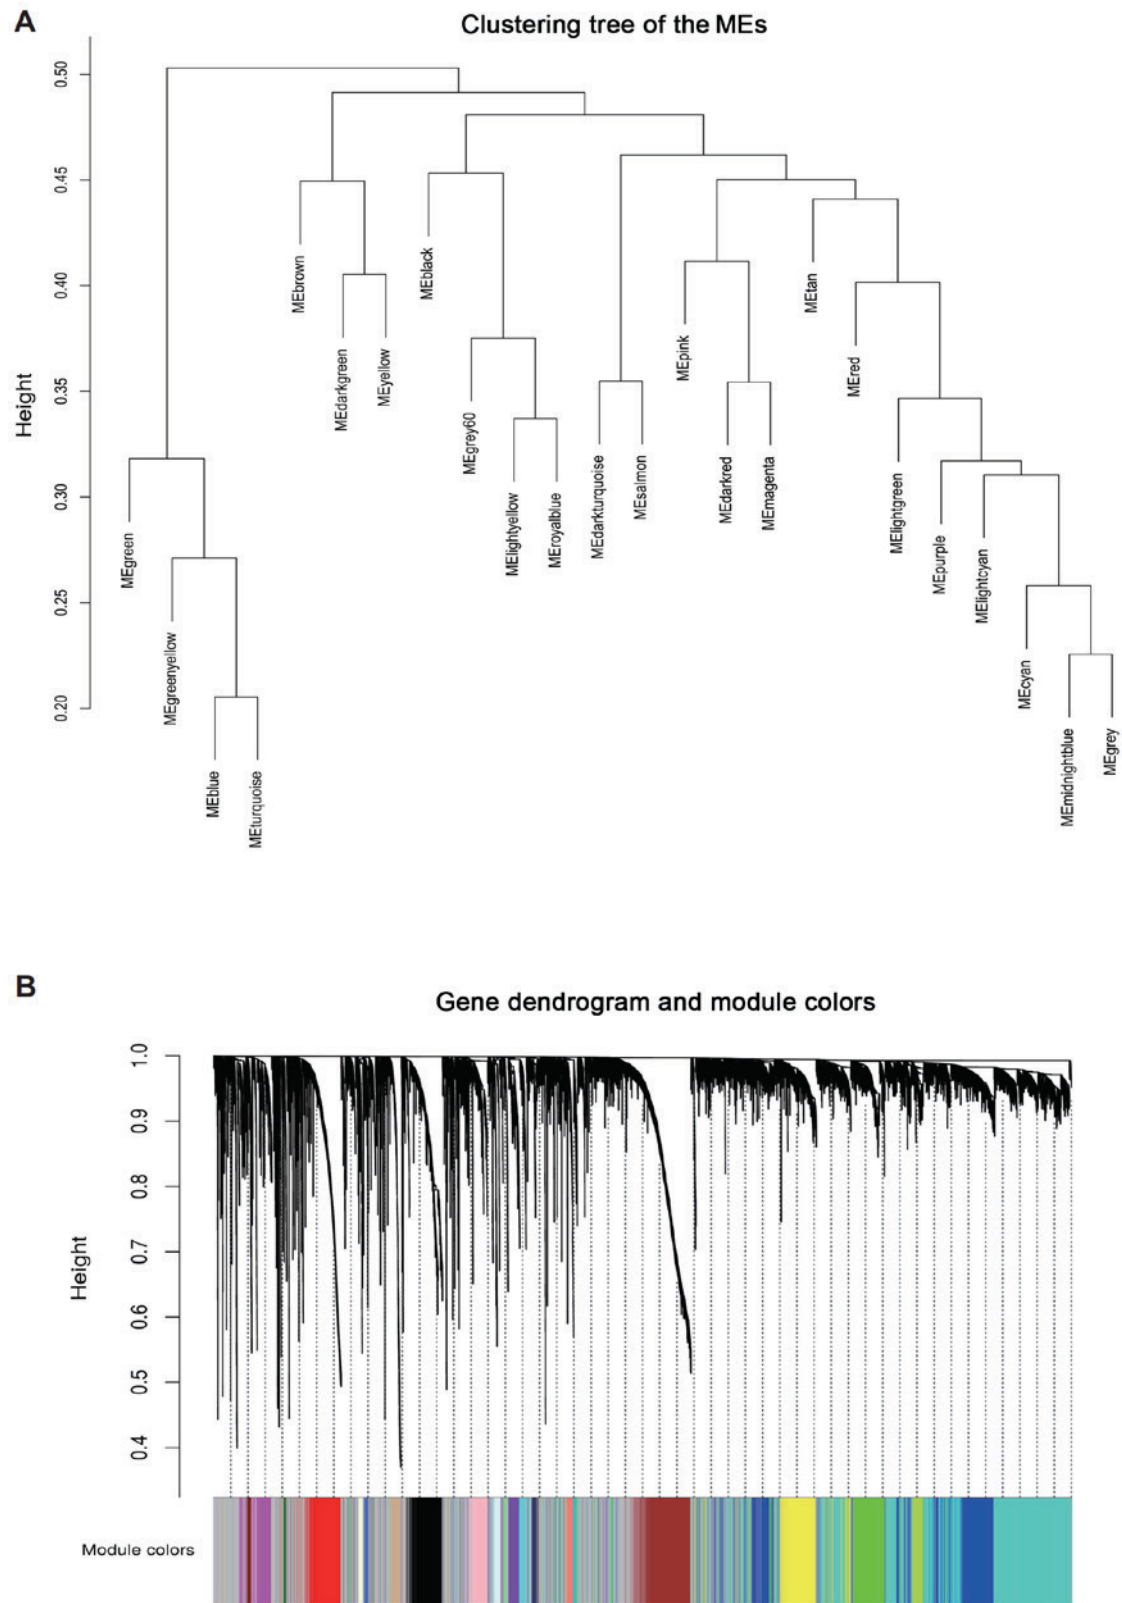 A
Clustering tree of the MEs
Height
0.50
0.45
0.40
0.35
0.30
0.25
0.20
MEgreen
MEgreenyellow
MEblue
MEturquoise
MEbrown
MEdarkgreen
MEyellow
MEblack
MEgrey60
MElightyellow
MEroyalblue
MEdarkturquoise
MEsalmon
MEpink
MEdarkred
MEmagenta
MEtan
MEred
MElightgreen
MEpurple
MElightcyan
MEcyan
MEmidnightblue
MEgrey
B
Gene dendrogram and module colors
Height
1.0
0.9
0.8
0.7
0.6
0.5
0.4
Module colors